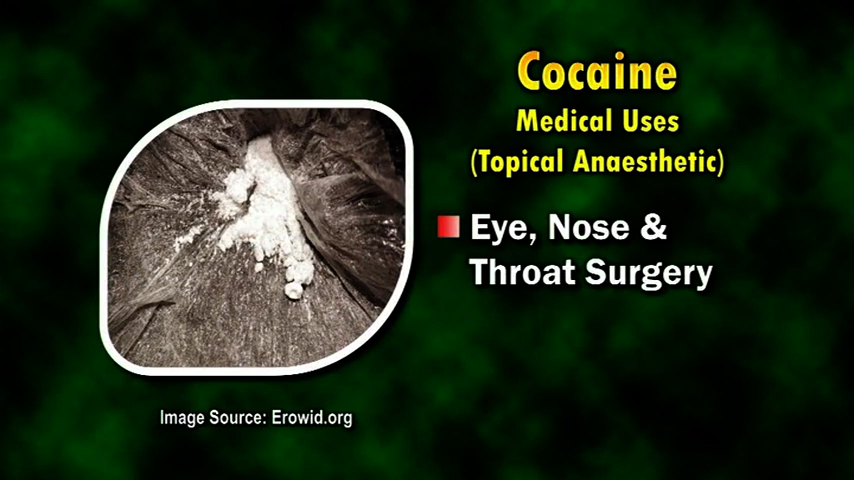 Cocaine
Medical Uses
(Topical Anaesthetic)
Eye, Nose &
Throat Surgery
Image Source: Erowid.org